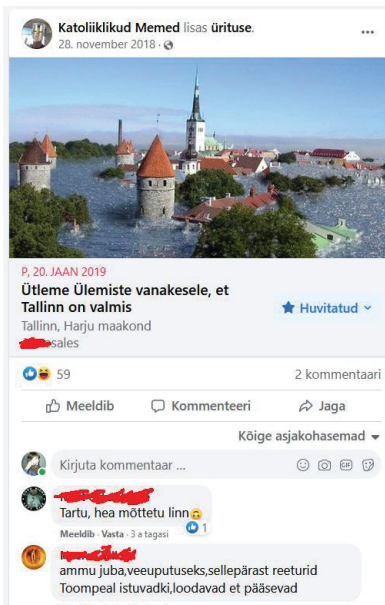 Katoliiklikud Memed lisas ürituse.
28. november 2018
P, 20. JAAN 2019
Ütleme Ülemiste vanakesele, et
Tallinn on valmis
Huvitatud
Tallinn, Harju maakond
sales
59
2 kommentaari
Meeldib
Kommenteeri
Jaga
Kõige asjakohasemad
Kirjuta kommentaar ...
GIF
Tartu, hea mõttetu linn
1
Meeldib · Vasta · 3 a tagasi
ammu juba,veeuputuseks,sellepärast reeturid
Toompeal istuvadki,loodavad et pääsevad